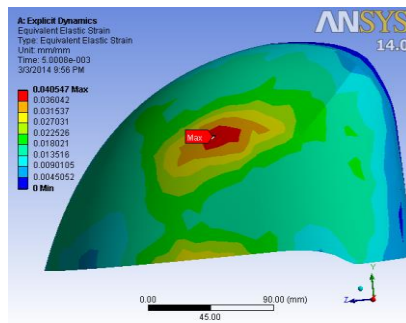 A: Explicit Dynamics
Equivalent Elastic Strain
Type: Equivalent Elastic Strain
Unit: mm/mm
Time: 5.0008e-003
3/3/2014 9:56 PM
ANSYS
14.0
0.040547 Max
0.036042
0.031537
0.027031
0.022526
0.018021
0.013516
0.0090105
0.0045052
0 Min
Max
0.00
90.00 (mm)
45.00
Y
Z